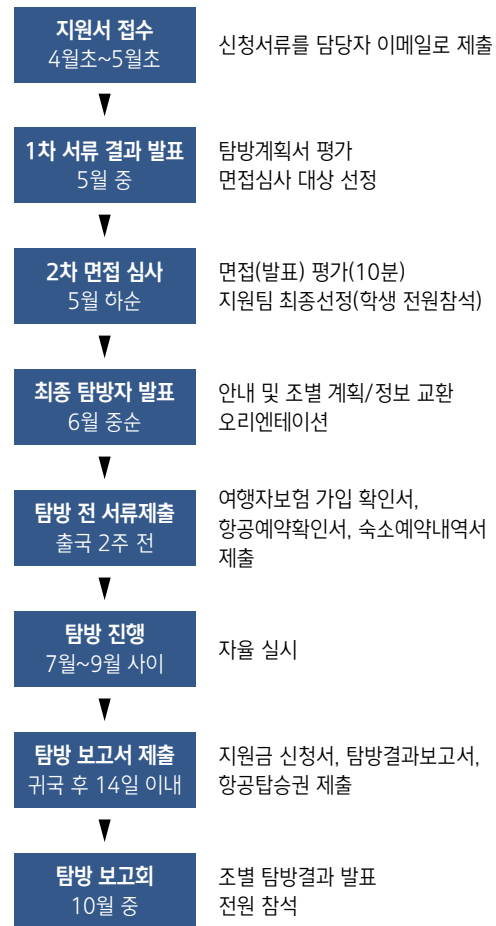 지원서 접수
4월초~5월초
신청서류를 담당자 이메일로 제출
1차 서류 결과 발표
5월 중
탐방계획서 평가
면접심사 대상 선정
2차 면접 심사
5월 하순
면접(발표) 평가(10분)
지원팀 최종선정(학생 전원참석)
최종 탐방자 발표
6월 중순
안내 및 조별 계획/정보 교환
오리엔테이션
탐방 전 서류제출
출국 2주 전
여행자보험 가입 확인서,
항공예약확인서, 숙소예약내역서
제출
탐방 진행
7월~9월 사이
자율 실시
탐방 보고서 제출
귀국 후 14일 이내
지원금 신청서, 탐방결과보고서,
항공탑승권 제출
탐방 보고회
10월 중
조별 탐방결과 발표
전원 참석